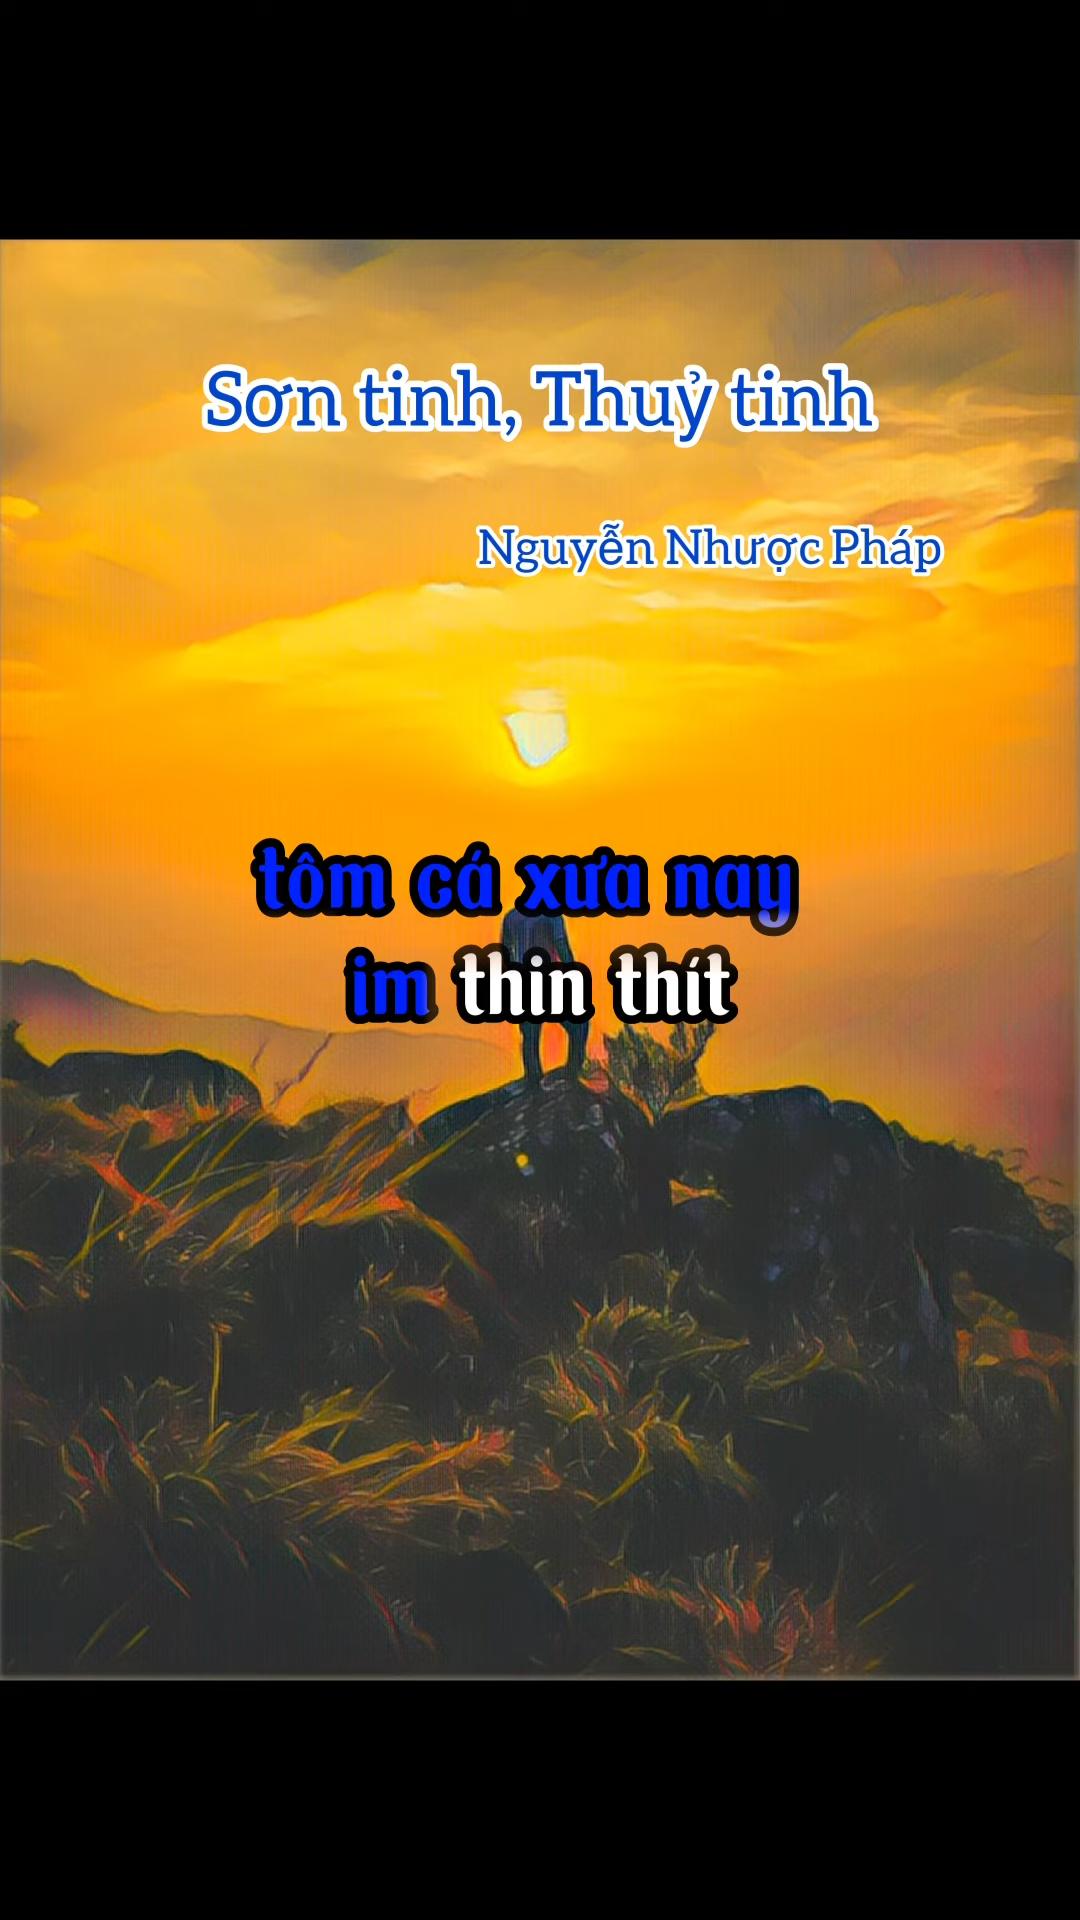 Sơn tinh, Thuỷ tinh
Nguyễn Nhược Pháp
tôm cá xưa nay
im thin thít